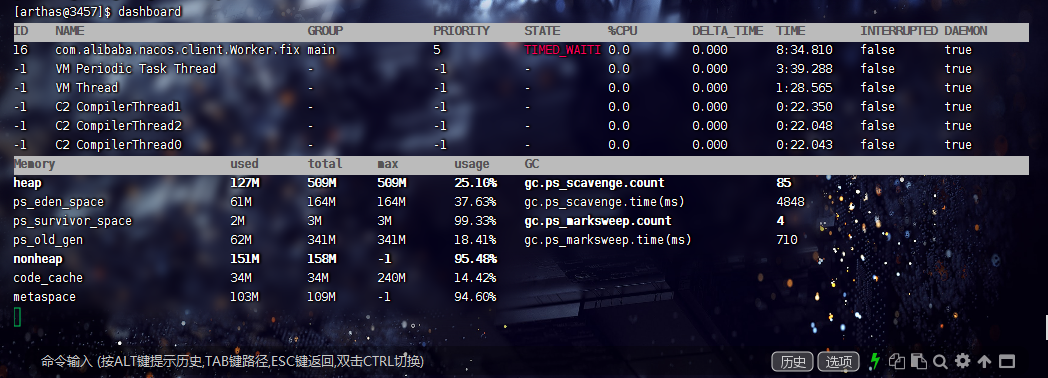 [arthas@3457]$ dashboard
ID NAME GROUP PRIORITY STATE %CPU DELTA_TIME TIME INTERRUPTED DAEMON
16 com.alibaba.nacos.client.Worker.fix main 5 TIMED_WAITI 0.0 0.000 8:34.810 false true
-1 VM Periodic Task Thread - -1 - 0.0 0.000 3:39.288 false true
-1 VM Thread - -1 - 0.0 0.000 1:28.565 false true
-1 C2 CompilerThread1 - -1 - 0.0 0.000 0:22.350 false true
-1 C2 CompilerThread2 - -1 - 0.0 0.000 0:22.048 false true
-1 C2 CompilerThread0 - -1 - 0.0 0.000 0:22.043 false true
Memory used total max usage GC
heap 127M 509M 509M 25.10% gc.ps_scavenge.count 85
ps_eden_space 61M 164M 164M 37.63% gc.ps_scavenge.time(ms) 4848
ps_survivor_space 2M 3M 3M 99.33% gc.ps_marksweep.count 4
ps_old_gen 62M 341M 341M 18.41% gc.ps_marksweep.time(ms) 710
nonheap 151M 158M -1 95.48%
code_cache 34M 34M 240M 14.42%
metaspace 103M 109M -1 94.60%
命令输入 (按ALT键提示历史,TAB键路径,ESC键返回,双击CTRL切换) 历史 选项